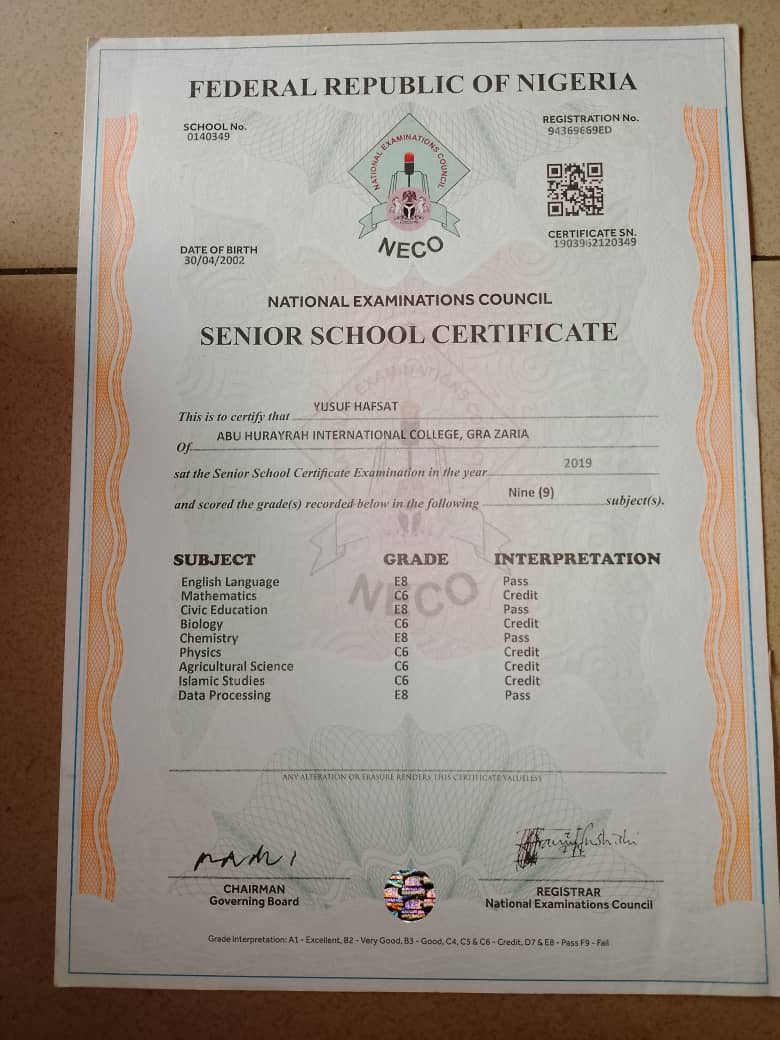 FEDERAL REPUBLIC OF NIGERIA
SCHOOL No.
0140349
REGISTRATION No.
94369669ED
NATIONAL EXAMINATIONS COUNCIL
NECO
DATE OF BIRTH
30/04/2002
CERTIFICATE SN.
1903962120349
NATIONAL EXAMINATIONS COUNCIL
SENIOR SCHOOL CERTIFICATE
This is to certify that YUSUF HAFSAT
Of ABU HURAYRAH INTERNATIONAL COLLEGE, GRA ZARIA
sat the Senior School Certificate Examination in the year 2019
and scored the grade(s) recorded below in the following Nine (9) subject(s).
SUBJECT GRADE INTERPRETATION
English Language E8 Pass
Mathematics C6 Credit
Civic Education E8 Pass
Biology C6 Credit
Chemistry E8 Pass
Physics C6 Credit
Agricultural Science C6 Credit
Islamic Studies C6 Credit
Data Processing E8 Pass
NECO
ANY ALTERATION OR ERASURE RENDERS THIS CERTIFICATE VALUELESS
CHAIRMAN
Governing Board
REGISTRAR
National Examinations Council
Grade Interpretation: A1 - Excellent, B2 - Very Good, B3 - Good, C4, C5 & C6 - Credit, D7 & E8 - Pass F9 - Fail